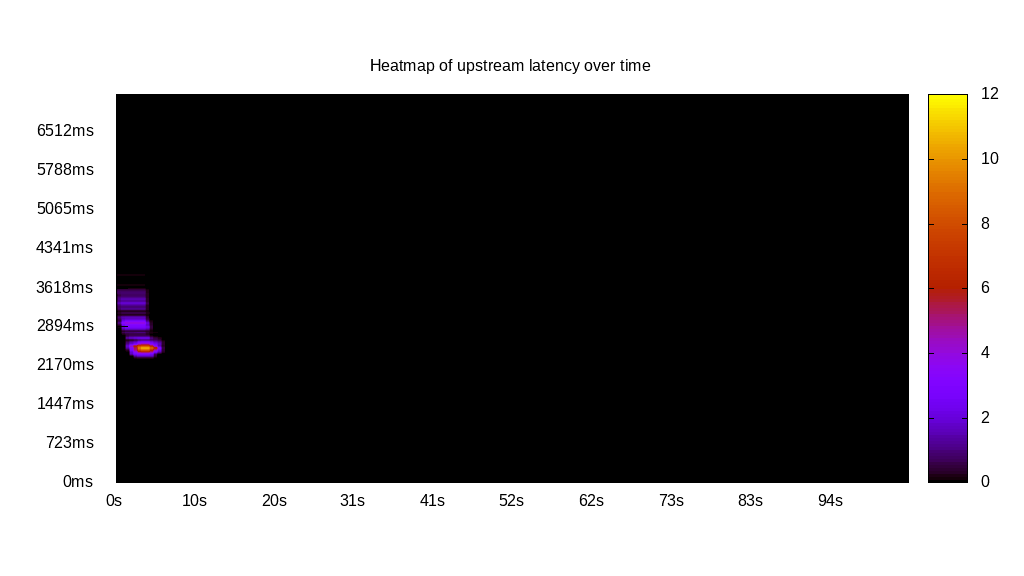 Heatmap of upstream latency over time
6512ms
5788ms
5065ms
4341ms
3618ms
2894ms
2170ms
1447ms
723ms
0ms
0s 10s 20s 31s 41s 52s 62s 73s 83s 94s
12
10
8
6
4
2
0